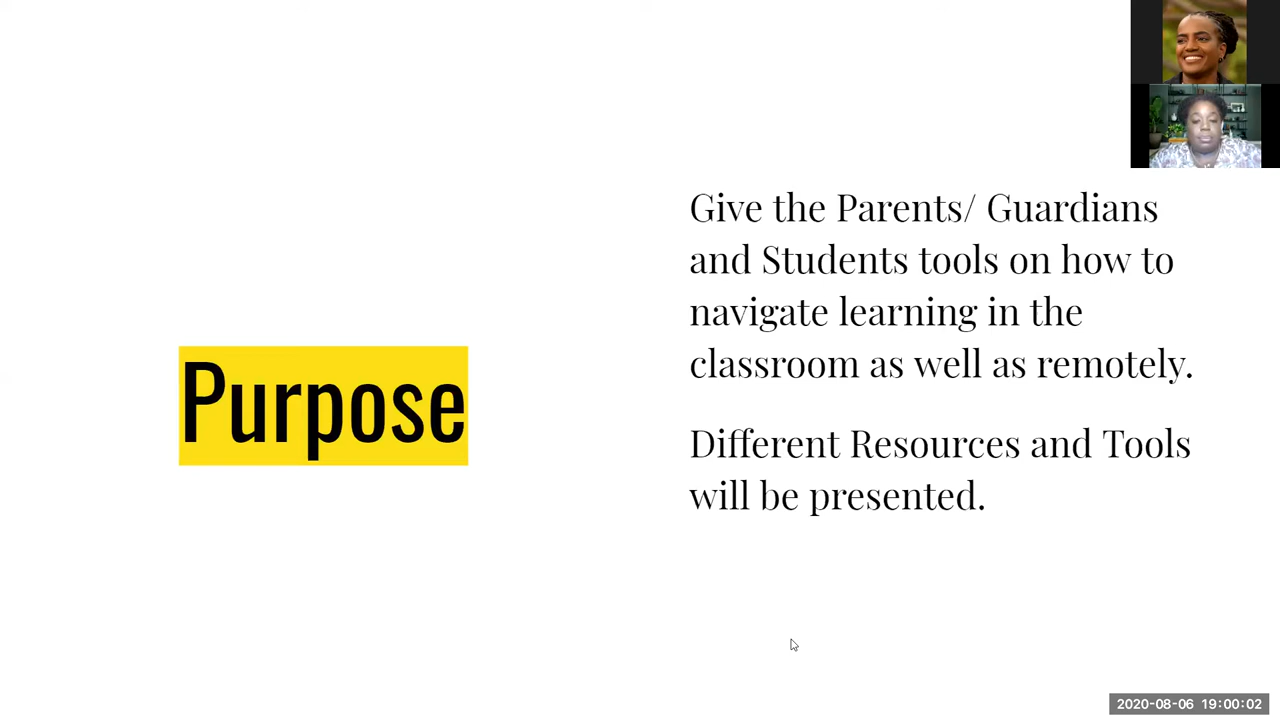 Purpose
Give the Parents/ Guardians
and Students tools on how to
navigate learning in the
classroom as well as remotely.
Different Resources and Tools
will be presented.
2020-08-06 19:00:02